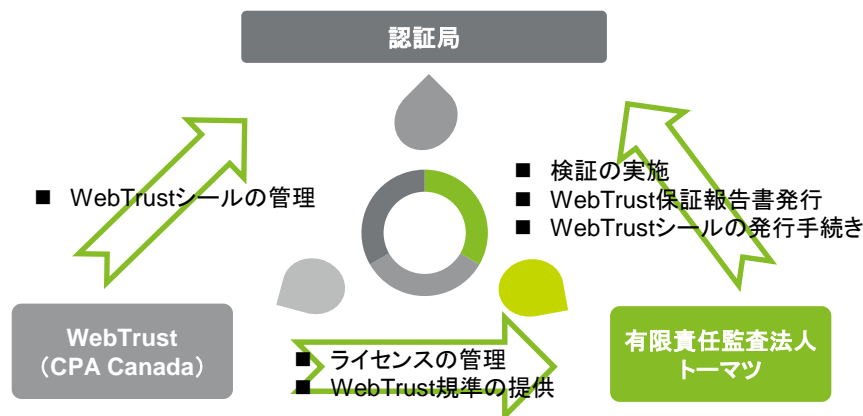 認証局
■ WebTrustシールの管理
■ 検証の実施
■ WebTrust保証報告書発行
■ WebTrustシールの発行手続き
WebTrust
（CPA Canada）
■ ライセンスの管理
■ WebTrust規準の提供
有限責任監査法人
トーマツ